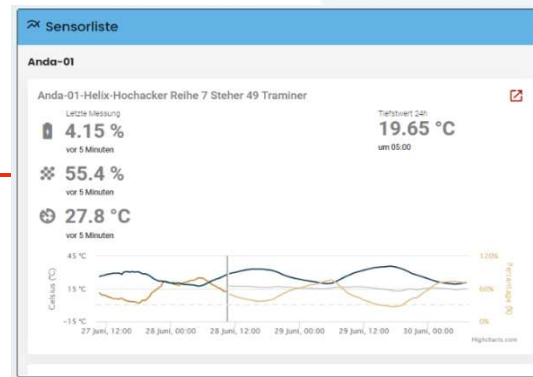 Sensorliste
Anda-01
Anda-01-Helix-Hochacker Reihe 7 Steher 49 Traminer
Letzte Messung
4.15 %
vor 5 Minuten
Tiefstwert 24h
19.65 °C
um 05:00
55.4 %
vor 5 Minuten
27.8 °C
vor 5 Minuten
45 °C
15 °C
-15 °C
Celsius (°C)
120%
60%
0%
Percentage (%)
27 Juni, 12:00
28 Juni, 00:00
28 Juni, 12:00
29 Juni, 00:00
29 Juni, 12:00
30 Juni, 00:00
Highcharts.com